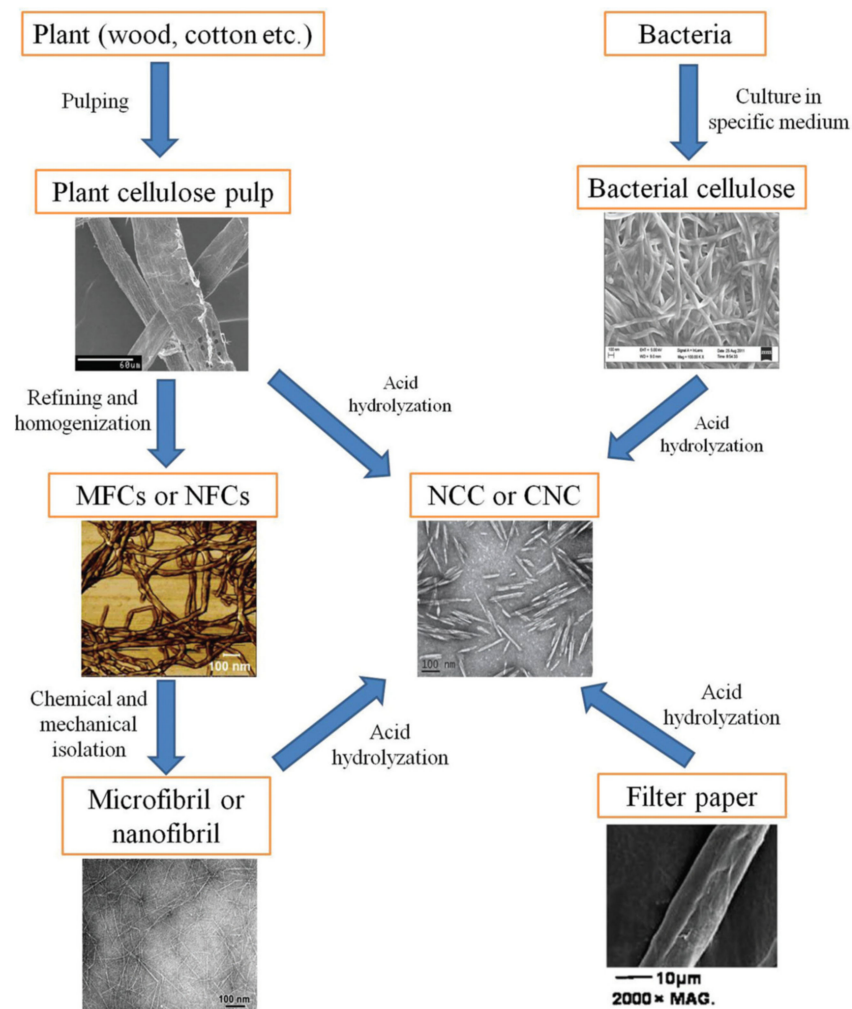 Plant (wood, cotton etc.)
Bacteria
Pulping
Culture in
specific medium
Plant cellulose pulp
Bacterial cellulose
60um
Refining and
homogenization
Acid
hydrolyzation
Acid
hydrolyzation
MFCs or NFCs
NCC or CNC
100 nm
100 nm
Chemical and
mechanical
isolation
Acid
hydrolyzation
Acid
hydrolyzation
Microfibril or
nanofibril
Filter paper
100 nm
10μm
2000 × MAG.